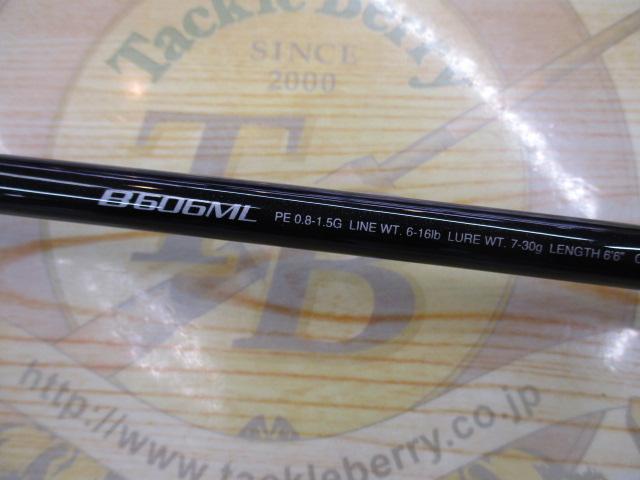 Tackle Berry
SINCE
2000
B606ML PE 0.8-1.5G LINE WT. 6-16lb LURE WT. 7-30g LENGTH 6'6"
TB
http://www.tackleberry.co.jp